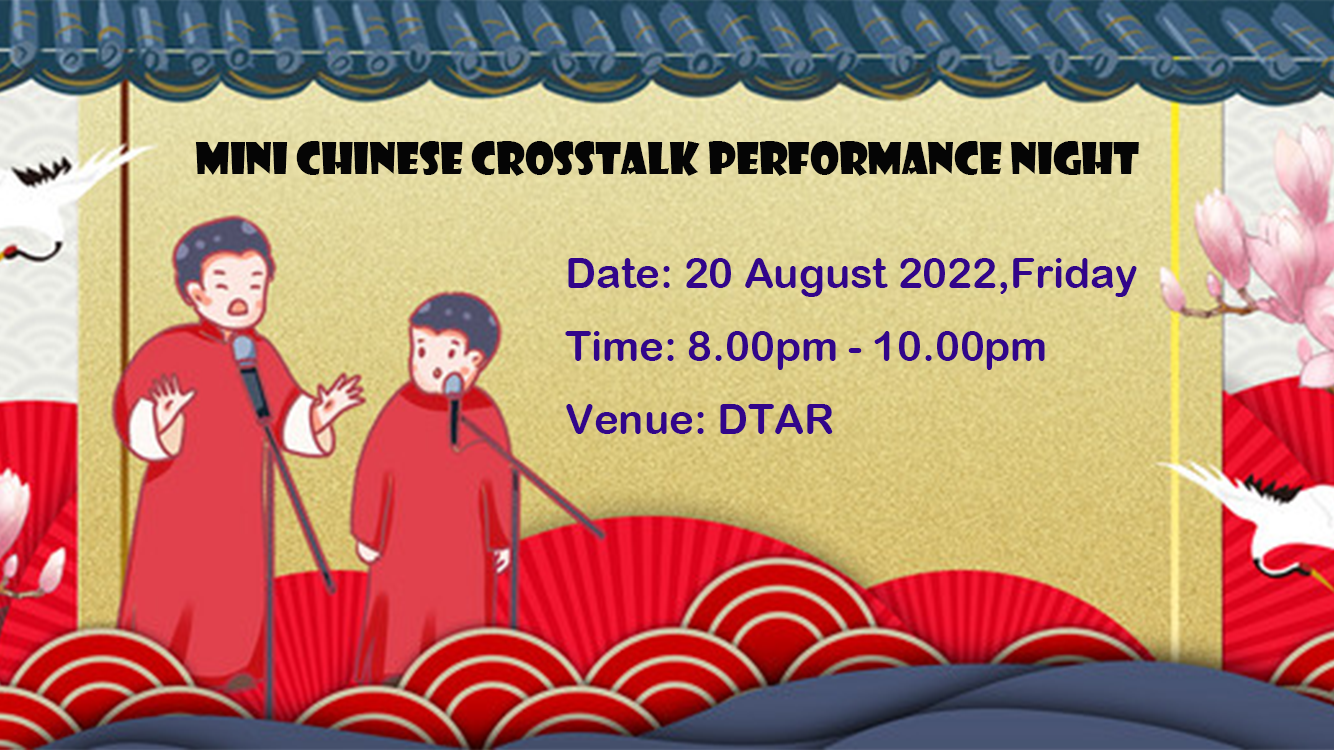 MINI CHINESE CROSSTALK PERFORMANCE NIGHT
Date: 20 August 2022,Friday
Time: 8.00pm - 10.00pm
Venue: DTAR